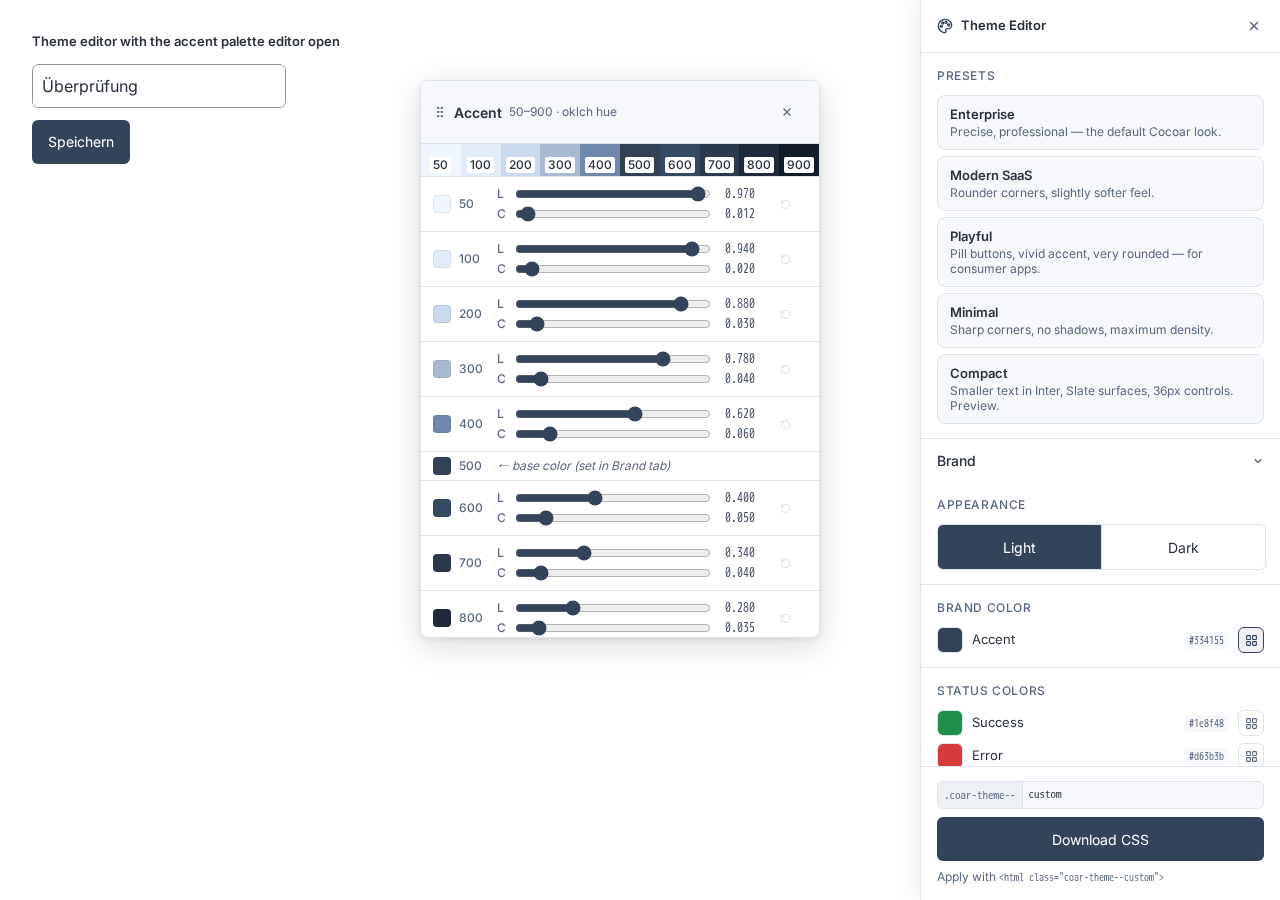 Theme editor with the accent palette editor open
Überprüfung
Speichern
Accent 50–900 · oklch hue
50 100 200 300 400 500 600 700 800 900
50 L 0.970
C 0.012
100 L 0.940
C 0.020
200 L 0.880
C 0.030
300 L 0.780
C 0.040
400 L 0.620
C 0.060
500 ← base color (set in Brand tab)
600 L 0.400
C 0.050
700 L 0.340
C 0.040
800 L 0.280
C 0.035
Theme Editor
PRESETS
Enterprise
Precise, professional — the default Cocoar look.
Modern SaaS
Rounder corners, slightly softer feel.
Playful
Pill buttons, vivid accent, very rounded — for
consumer apps.
Minimal
Sharp corners, no shadows, maximum density.
Compact
Smaller text in Inter, Slate surfaces, 36px controls.
Preview.
Brand
APPEARANCE
Light Dark
BRAND COLOR
Accent #334155
STATUS COLORS
Success #1e8f48
Error #d63b3b
.coar-theme-- custom
Download CSS
Apply with <html class="coar-theme--custom">